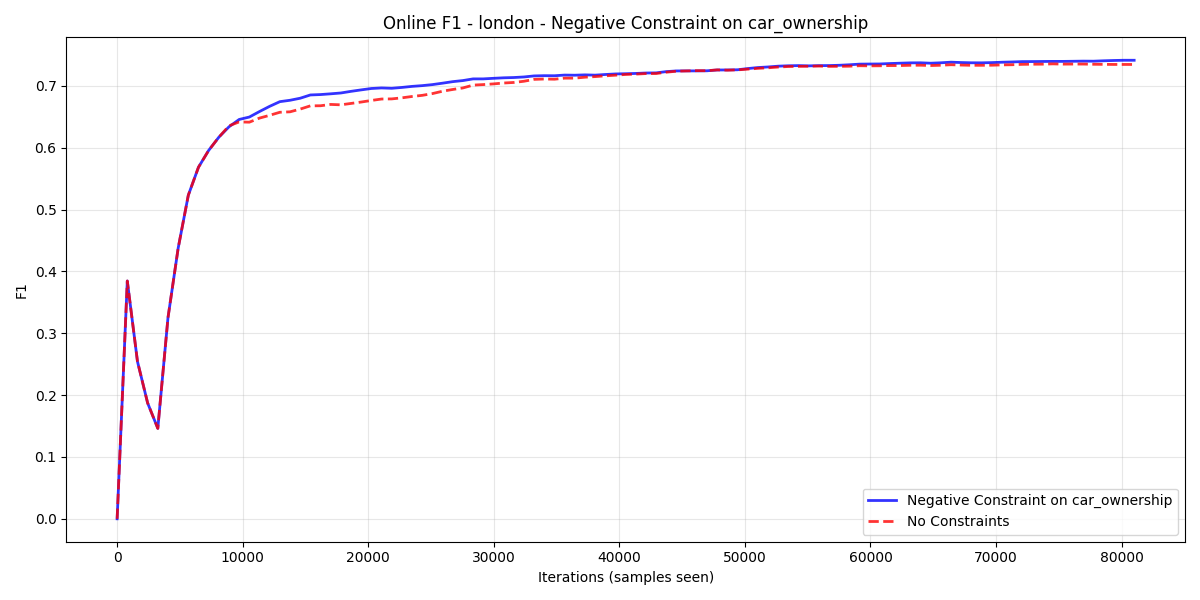 Online F1 - london - Negative Constraint on car_ownership
F1
0.7
0.6
0.5
0.4
0.3
0.2
0.1
0.0
0 10000 20000 30000 40000 50000 60000 70000 80000
Iterations (samples seen)
Negative Constraint on car_ownership
No Constraints